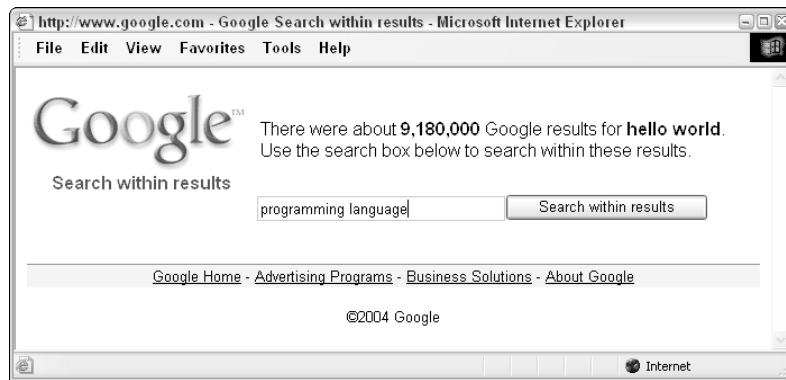 http://www.google.com - Google Search within results - Microsoft Internet Explorer
File Edit View Favorites Tools Help
Google™
Search within results
There were about 9,180,000 Google results for hello world.
Use the search box below to search within these results.
programming language
Search within results
Google Home - Advertising Programs - Business Solutions - About Google
©2004 Google
Internet